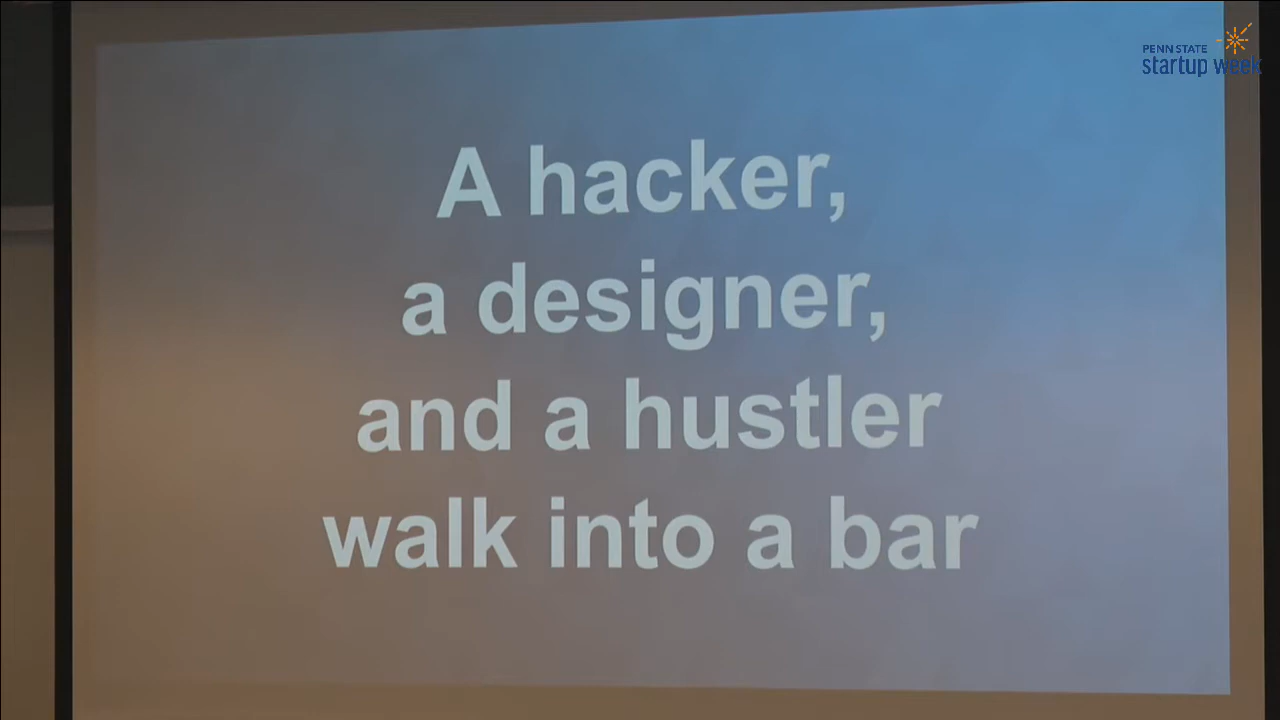 PENN STATE
startup week
A hacker,
a designer,
and a hustler
walk into a bar